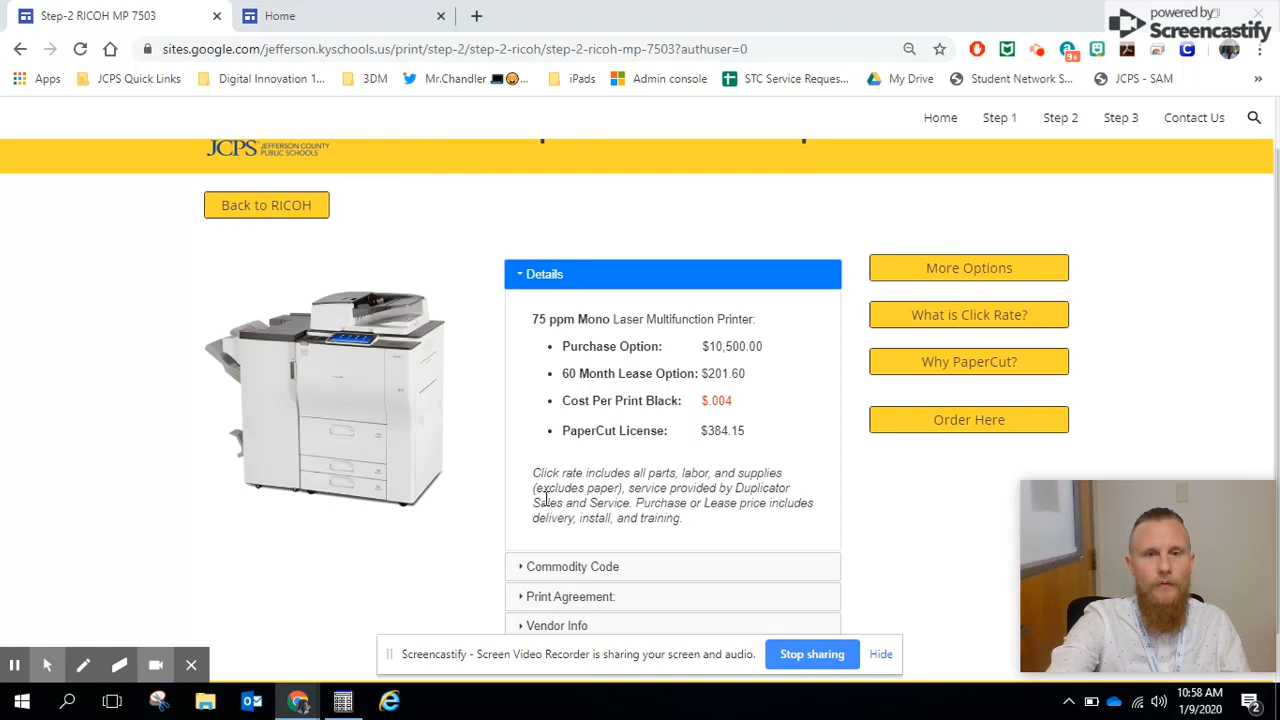 Step-2 RICOH MP 7503
Home
powered by
Screencastify
sites.google.com/jefferson.kyschools.us/print/step-2/step-2-ricoh/step-2-ricoh-mp-7503?authuser=0
9+
Apps
JCPS Quick Links
Digital Innovation 1...
3DM
Mr.Chandler
iPads
Admin console
STC Service Reques...
My Drive
Student Network S...
JCPS - SAM
»
Home
Step 1
Step 2
Step 3
Contact Us
JCPS JEFFERSON COUNTY
PUBLIC SCHOOLS
Back to RICOH
Details
75 ppm Mono Laser Multifunction Printer:
• Purchase Option: $10,500.00
• 60 Month Lease Option: $201.60
• Cost Per Print Black: $.004
• PaperCut License: $384.15
Click rate includes all parts, labor, and supplies
(excludes paper), service provided by Duplicator
Sales and Service. Purchase or Lease price includes
delivery, install, and training.
Commodity Code
Print Agreement:
Vendor Info
More Options
What is Click Rate?
Why PaperCut?
Order Here
Screencastify - Screen Video Recorder is sharing your screen and audio.
Stop sharing
Hide
10:58 AM
1/9/2020
2